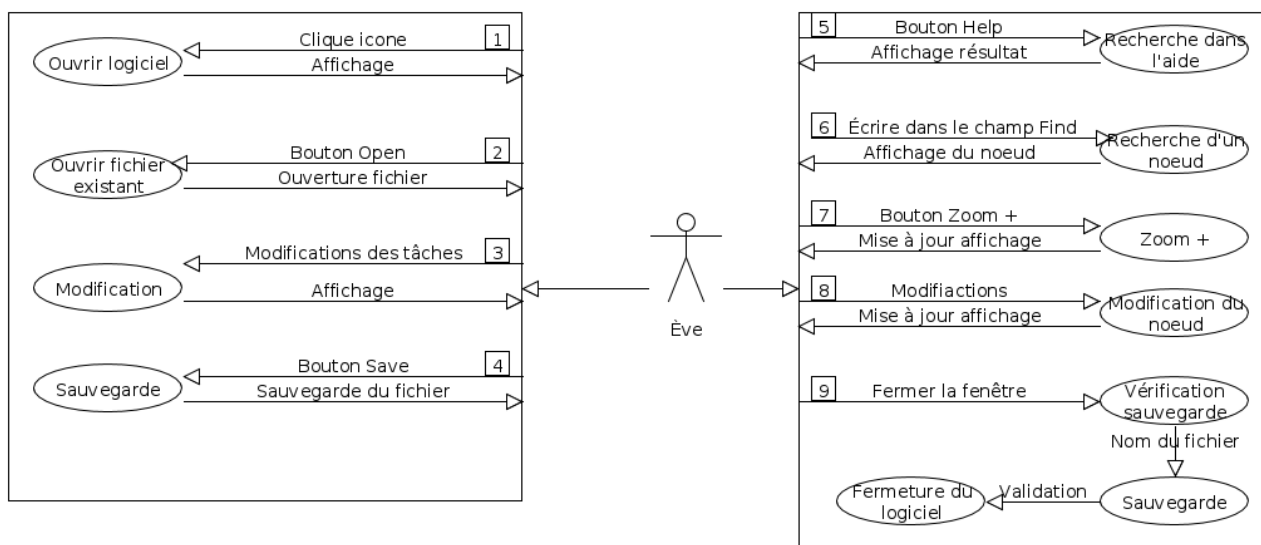 Clique icone
1
Ouvrir logiciel
Affichage
Bouton Open
2
Ouvrir fichier
existant
Ouverture fichier
Modifications des tâches
3
Modification
Affichage
Bouton Save
4
Sauvegarde
Sauvegarde du fichier
Ève
5
Bouton Help
Recherche dans
l'aide
Affichage résultat
6
Écrire dans le champ Find
Recherche d'un
noeud
Affichage du noeud
7
Bouton Zoom +
Zoom +
Mise à jour affichage
8
Modifiactions
Modification du
noeud
Mise à jour affichage
9
Fermer la fenêtre
Vérification
sauvegarde
Nom du fichier
Sauvegarde
Validation
Fermeture du
logiciel